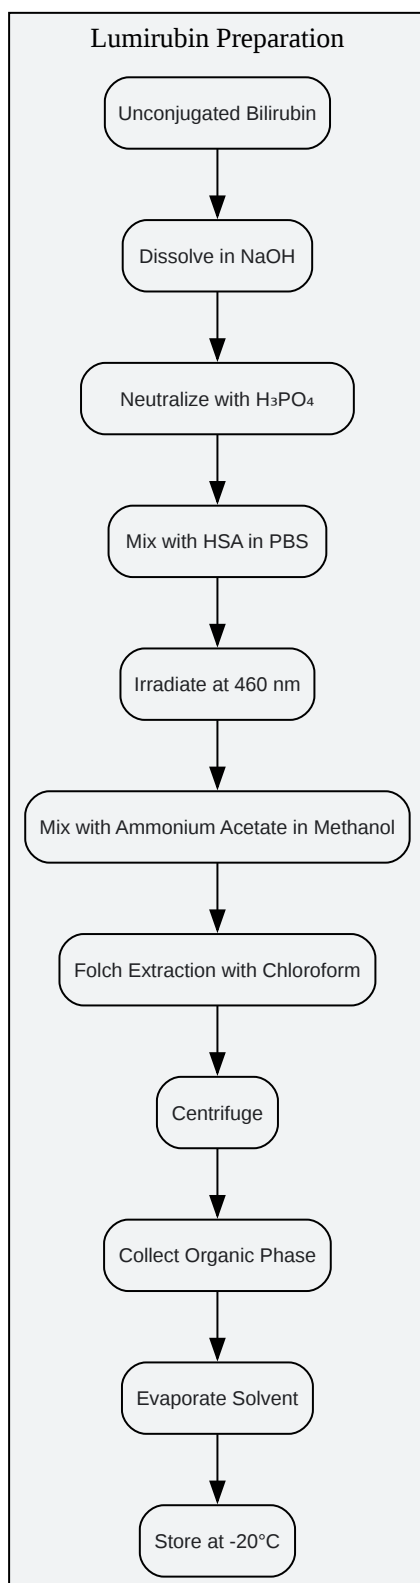 Lumirubin Preparation
Unconjugated Bilirubin
Dissolve in NaOH
Neutralize with H₃PO₄
Mix with HSA in PBS
Irradiate at 460 nm
Mix with Ammonium Acetate in Methanol
Folch Extraction with Chloroform
Centrifuge
Collect Organic Phase
Evaporate Solvent
Store at -20°C